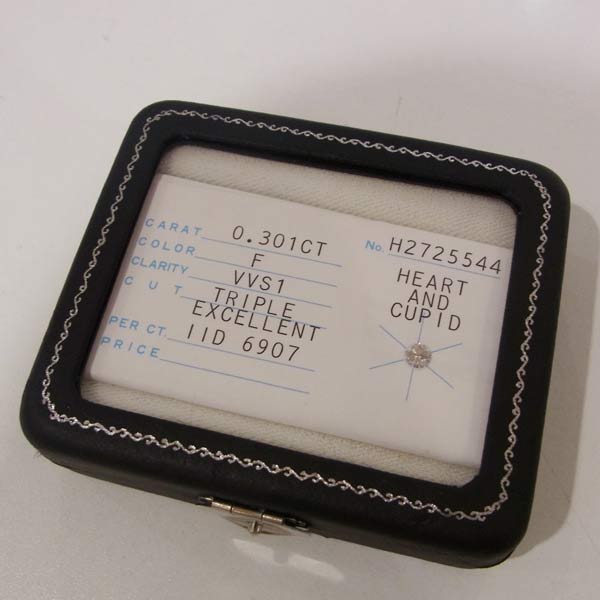 CARAT 0.301CT
COLOR F
CLARITY VVS1
CUT TRIPLE
EXCELLENT
PER CT. IID 6907
PRICE
No. H2725544
HEART
AND
CUPID